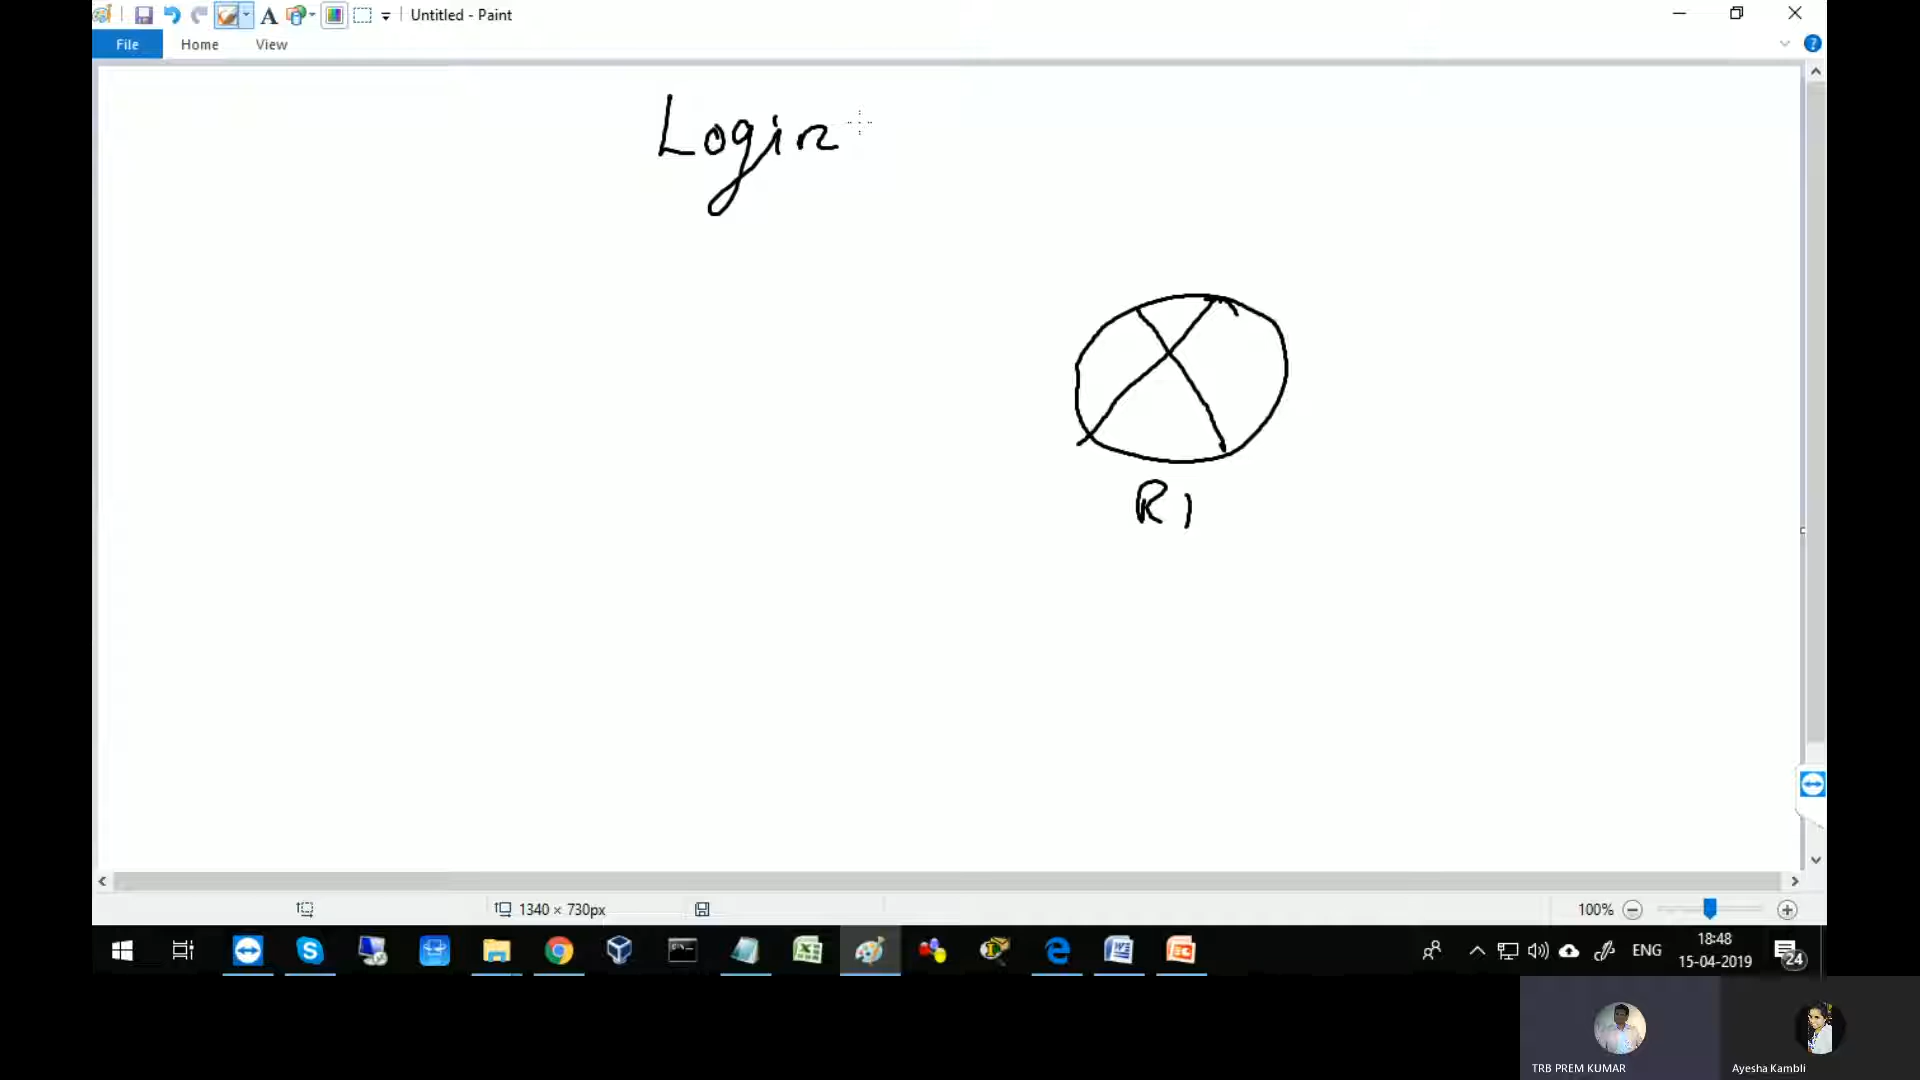 Untitled - Paint
File Home View
Login
R1
1340 × 730px
100%
ENG
18:48
15-04-2019
24
TRB PREM KUMAR
Ayesha Kambli